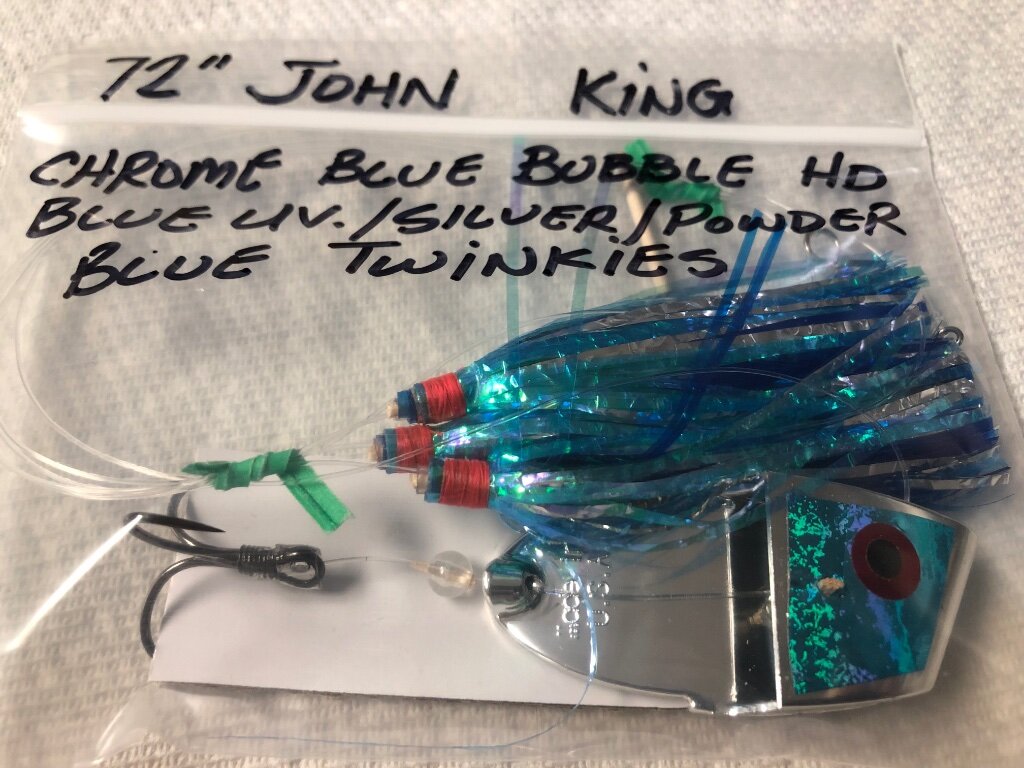 72" JOHN KING
CHROME BLUE BUBBLE HD
BLUE UV./SILVER/POWDER
BLUE TWINKIES
U.S.A